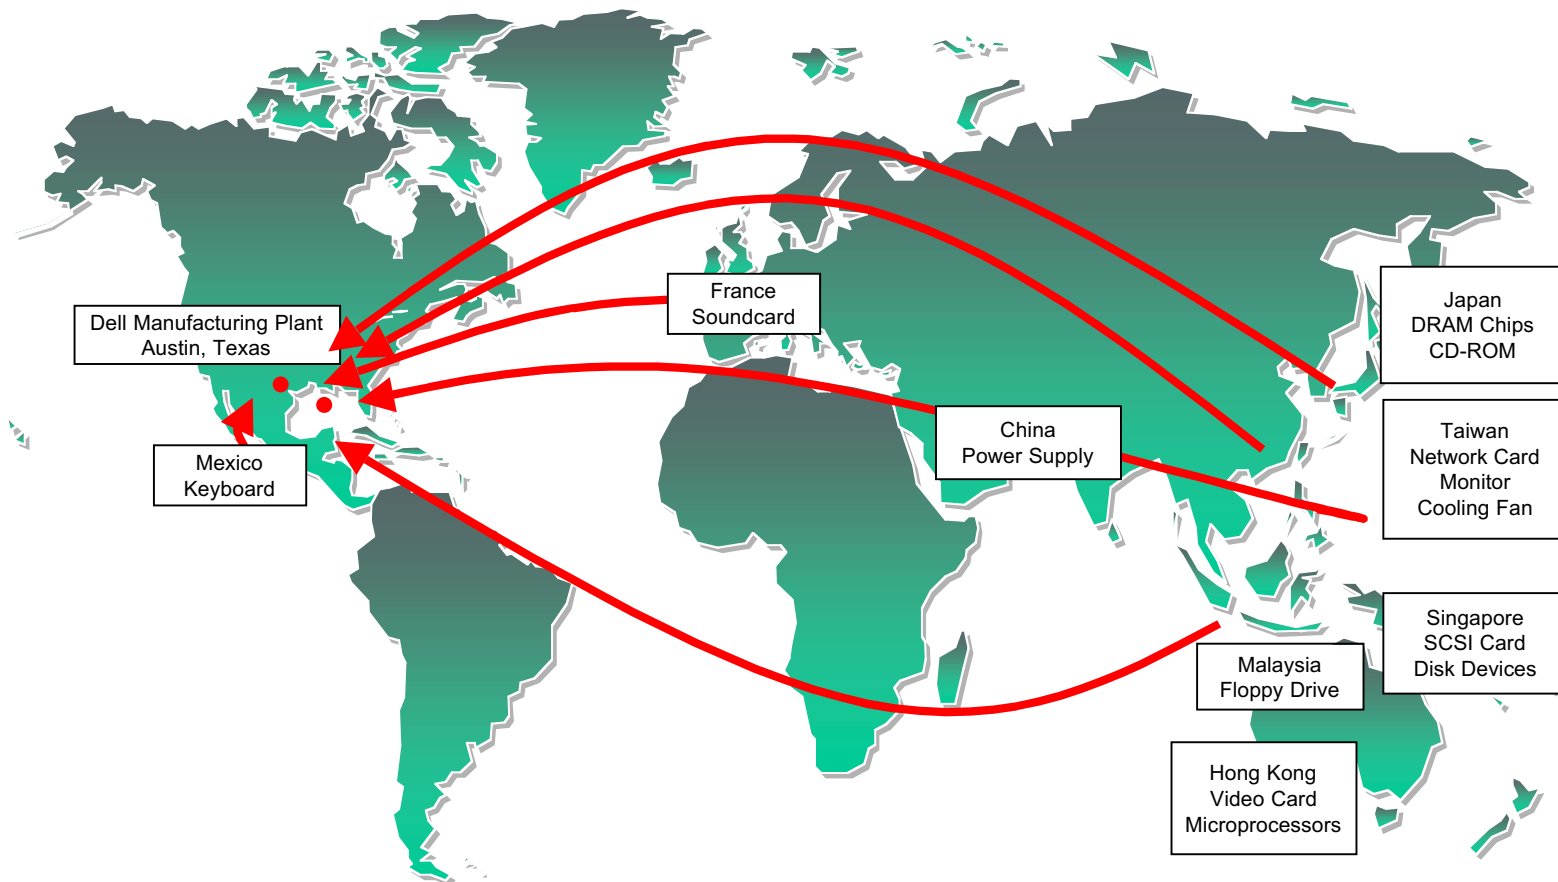 France
Soundcard
Dell Manufacturing Plant
Austin, Texas
Japan
DRAM Chips
CD-ROM
China
Power Supply
Taiwan
Network Card
Monitor
Cooling Fan
Mexico
Keyboard
Singapore
SCSI Card
Disk Devices
Malaysia
Floppy Drive
Hong Kong
Video Card
Microprocessors